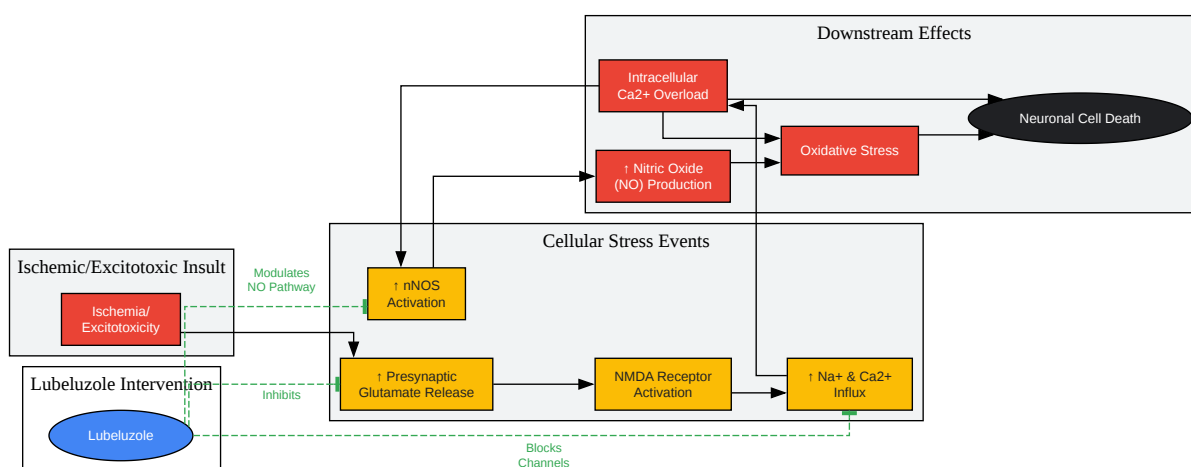 Downstream Effects
Intracellular
Ca2+ Overload
Neuronal Cell Death
Oxidative Stress
↑ Nitric Oxide
(NO) Production
Cellular Stress Events
Ischemic/Excitotoxic Insult
Modulates
NO Pathway
↑ nNOS
Activation
Ischemia/
Excitotoxicity
Lubeluzole Intervention
Inhibits
↑ Presynaptic
Glutamate Release
NMDA Receptor
Activation
↑ Na+ & Ca2+
Influx
Lubeluzole
Blocks
Channels